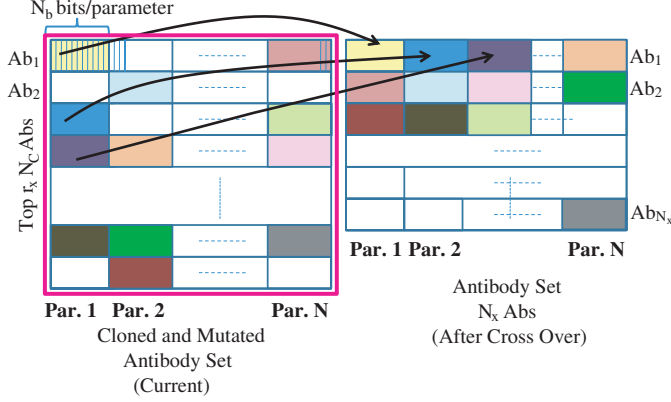 N_b bits/parameter
Ab_1
Ab_2
Top r_x N_C Abs
Par. 1 Par. 2 Par. N
Cloned and Mutated
Antibody Set
(Current)
Ab_1
Ab_2
Ab_{N_x}
Par. 1 Par. 2 Par. N
Antibody Set
N_x Abs
(After Cross Over)